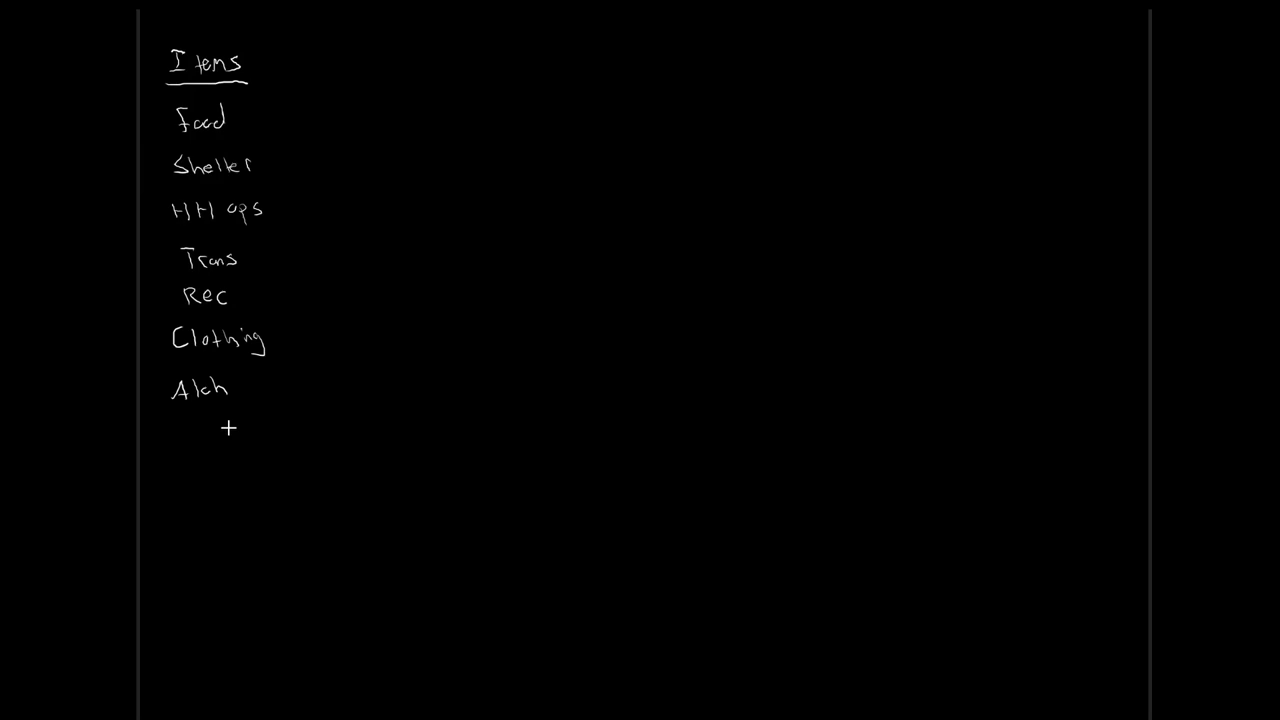 Items
Food
Shelter
HH ops
Trans
Rec
Clothing
Alch